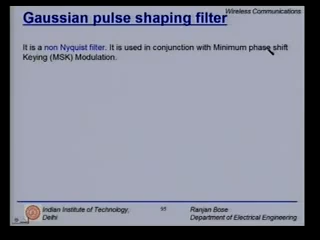 Wireless Communications
Gaussian pulse shaping filter
It is a non Nyquist filter. It is used in conjunction with Minimum phase shift
Keying (MSK) Modulation.
Indian Institute of Technology,
Delhi
95
Ranjan Bose
Department of Electrical Engineering